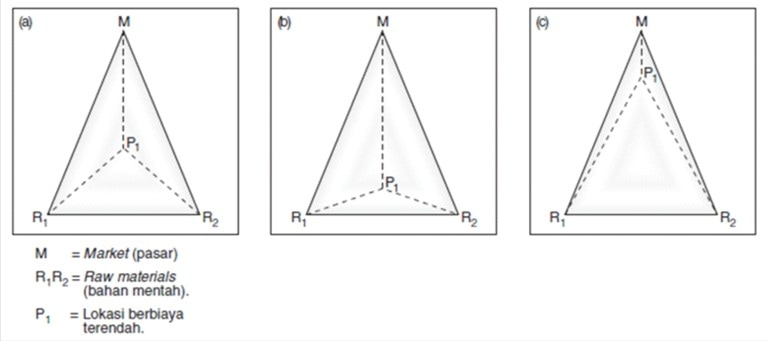 (a)
M
P₁
R₁
R₂
(b)
M
P₁
R₁
R₂
(c)
M
P₁
R₁
R₂
M = Market (pasar)
R₁R₂ = Raw materials
(bahan mentah).
P₁ = Lokasi berbiaya
terendah.